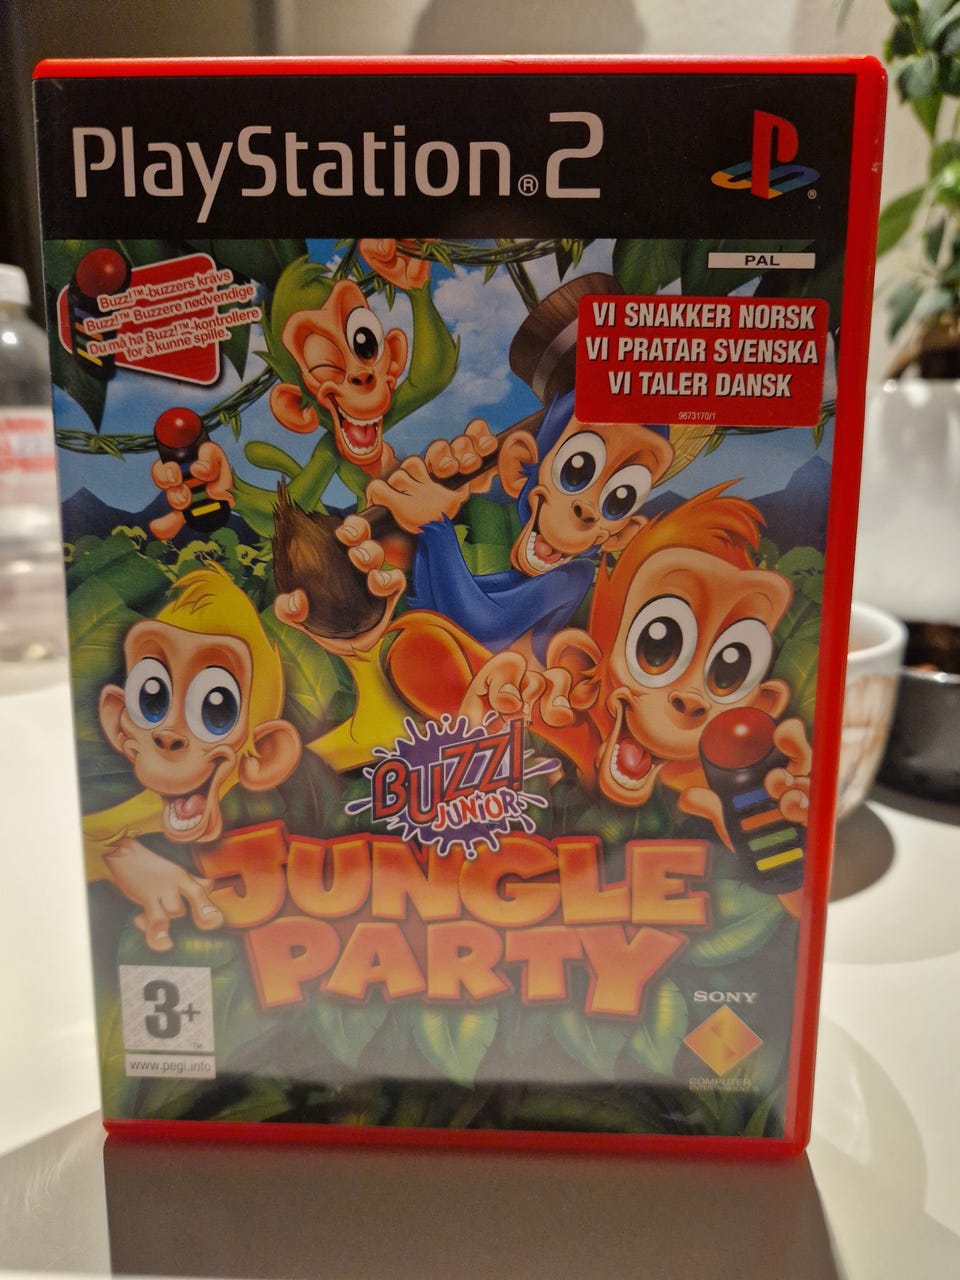 PlayStation®2
PAL
Buzz!™-buzzers krävs
Buzz!™ Buzzere nødvendige
Du må ha Buzz!™-kontrollere
for å kunne spille.
VI SNAKKER NORSK
VI PRATAR SVENSKA
VI TALER DANSK
9673170/1
BUZZ!
JUNIOR
JUNGLE
PARTY
3+
™
www.pegi.info
SONY
COMPUTER
ENTERTAINMENT®